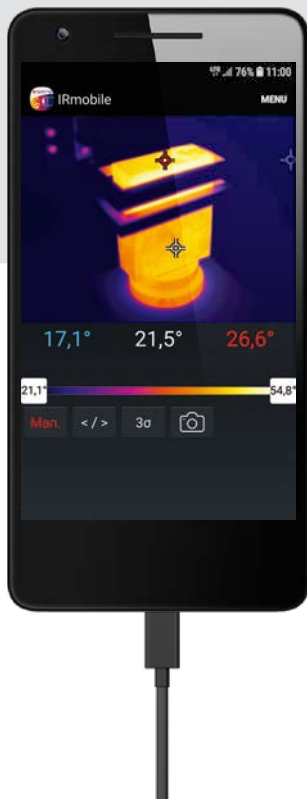 76% 11:00
IRmobile MENU
17,1° 21,5° 26,6°
21,1° 54,8°
Man. < / > 3σ